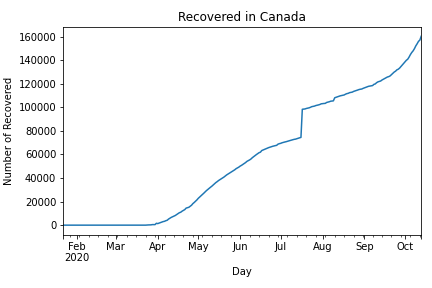 Recovered in Canada
Number of Recovered
160000
140000
120000
100000
80000
60000
40000
20000
0
Feb Mar Apr May Jun Jul Aug Sep Oct
2020
Day